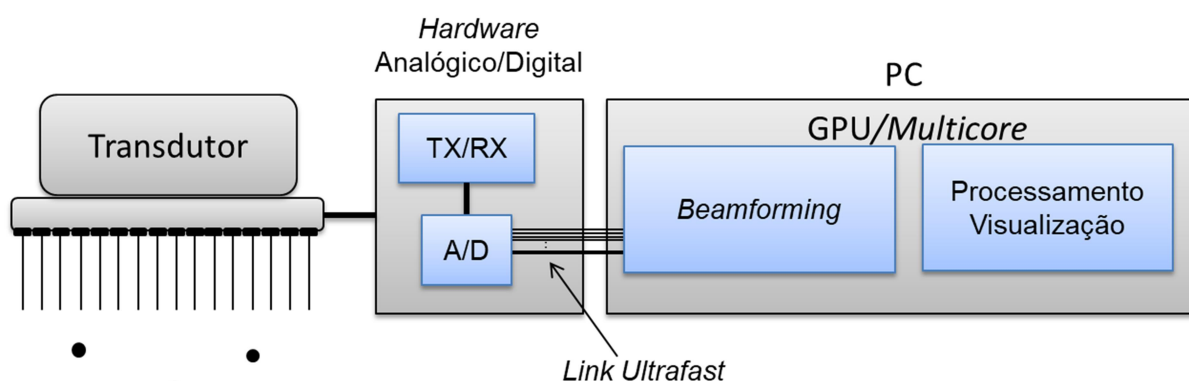 Hardware
Analógico/Digital
PC
Transdutor
TX/RX
A/D
GPU/Multicore
Beamforming
Processamento
Visualização
Link Ultrafast